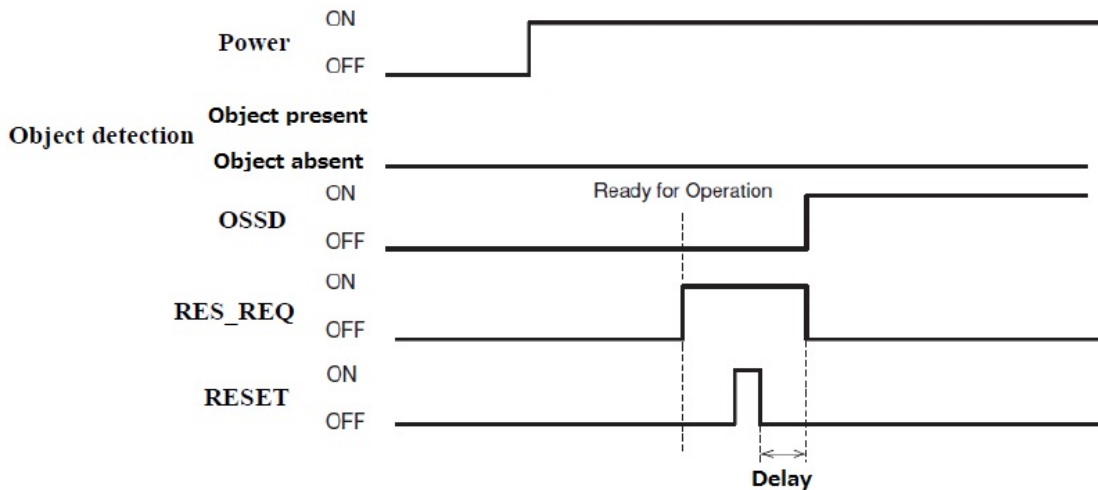 ON
Power
OFF
Object present
Object detection
Object absent
ON
Ready for Operation
OSSD
OFF
ON
RES_REQ
OFF
ON
RESET
OFF
Delay